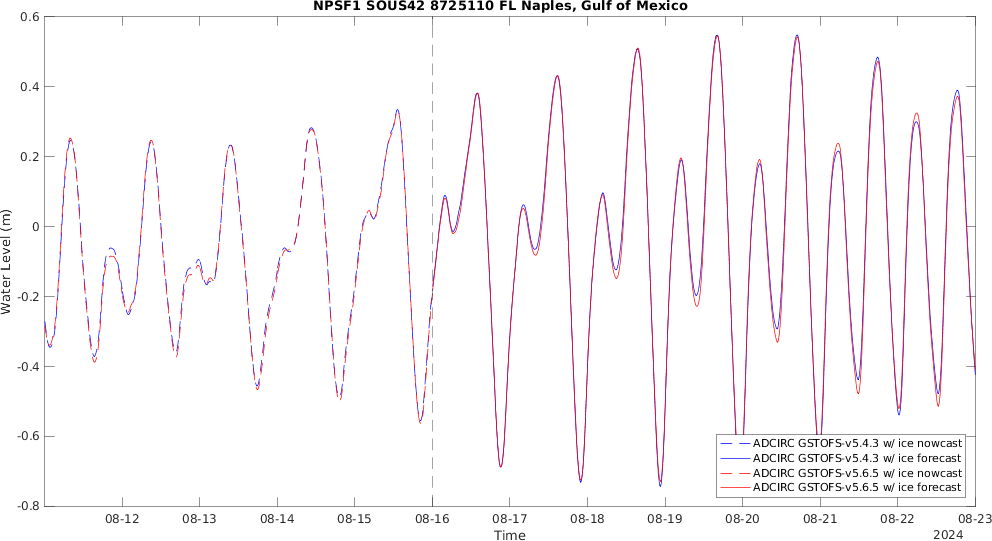 NPSF1 SOUS42 8725110 FL Naples, Gulf of Mexico
0.6
0.4
0.2
0
-0.2
-0.4
-0.6
-0.8
Water Level (m)
ADCIRC GSTOFS-v5.4.3 w/ ice nowcast
ADCIRC GSTOFS-v5.4.3 w/ ice forecast
ADCIRC GSTOFS-v5.6.5 w/ ice nowcast
ADCIRC GSTOFS-v5.6.5 w/ ice forecast
08-12 08-13 08-14 08-15 08-16 08-17 08-18 08-19 08-20 08-21 08-22 08-23
Time
2024